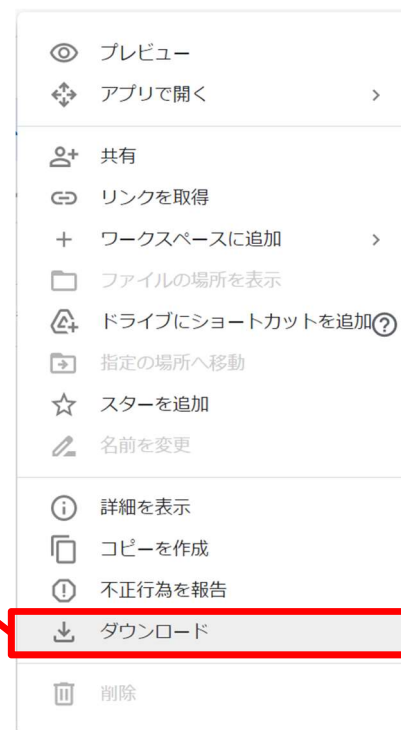 プレビュー
アプリで開く
共有
リンクを取得
ワークスペースに追加
ファイルの場所を表示
ドライブにショートカットを追加
指定の場所へ移動
スターを追加
名前を変更
詳細を表示
コピーを作成
不正行為を報告
ダウンロード
削除